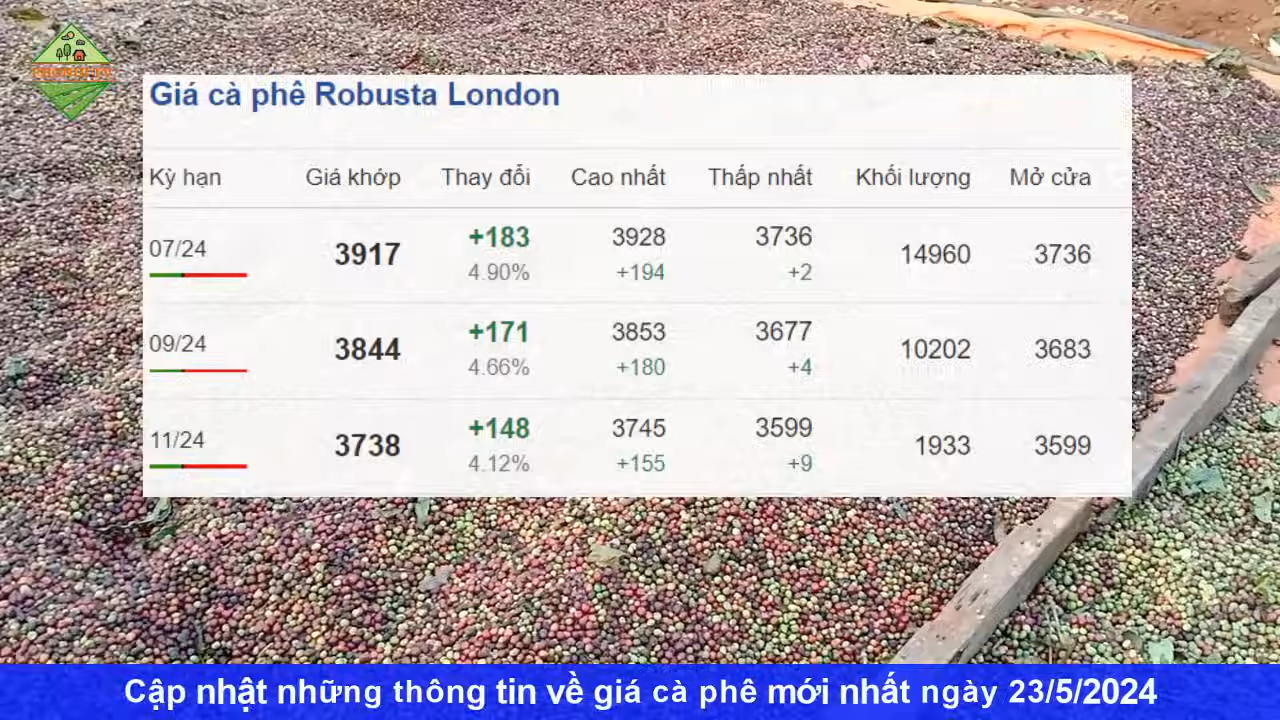 Giá cà phê Robusta London
Kỳ hạn Giá khớp Thay đổi Cao nhất Thấp nhất Khối lượng Mở cửa
07/24 3917 +183 3928 3736 14960 3736
4.90% +194 +2
09/24 3844 +171 3853 3677 10202 3683
4.66% +180 +4
11/24 3738 +148 3745 3599 1933 3599
4.12% +155 +9
Cập nhật những thông tin về giá cà phê mới nhất ngày 23/5/2024